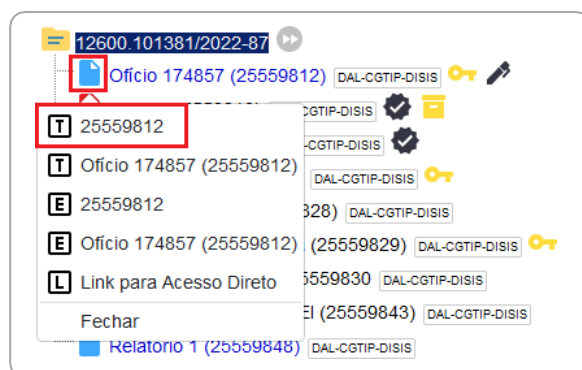 12600.101381/2022-87
Ofício 174857 (25559812) DAL-CGTIP-DISIS
CGTIP-DISIS
T 25559812
-CGTIP-DISIS
T Ofício 174857 (25559812)
DAL-CGTIP-DISIS
E 25559812
328) DAL-CGTIP-DISIS
E Ofício 174857 (25559812)
(25559829) DAL-CGTIP-DISIS
L Link para Acesso Direto
5559830 DAL-CGTIP-DISIS
Fechar
EI (25559843) DAL-CGTIP-DISIS
Relatório 1 (25559848) DAL-CGTIP-DISIS